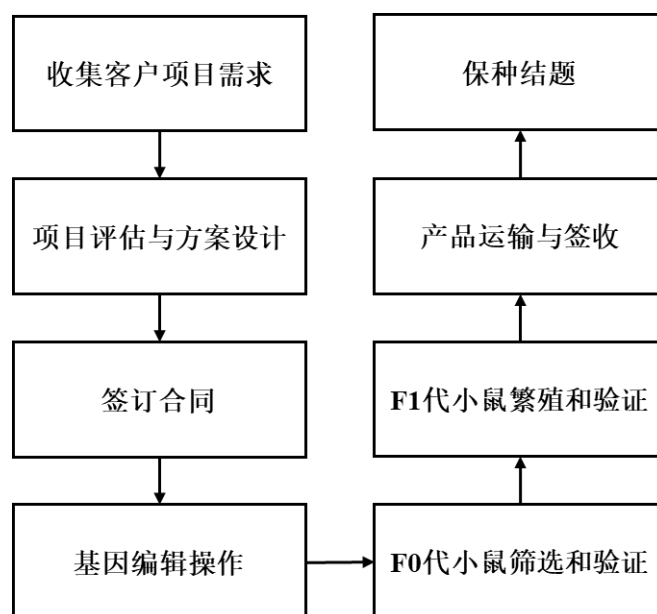 收集客户项目需求
项目评估与方案设计
签订合同
基因编辑操作
F0代小鼠筛选和验证
F1代小鼠繁殖和验证
产品运输与签收
保种结题